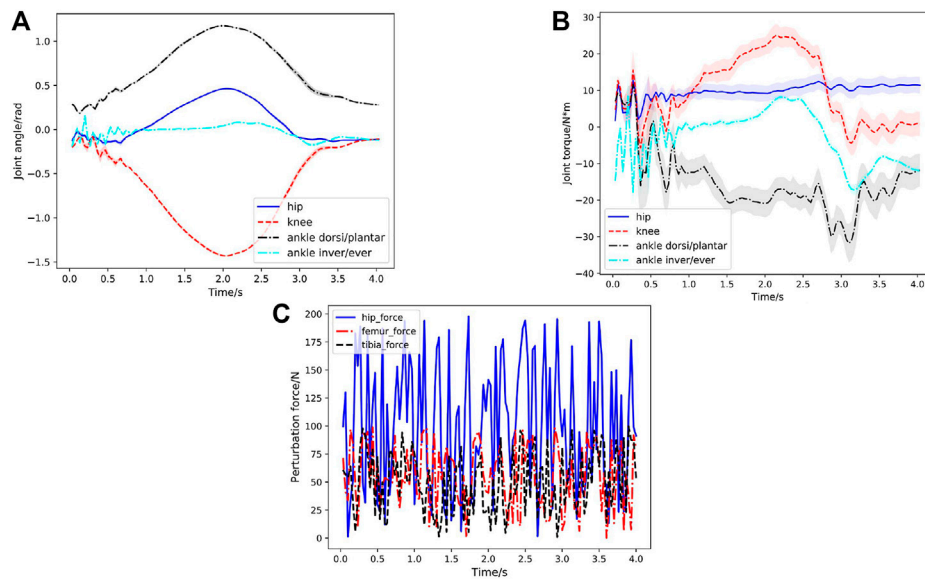 A
Joint angle/rad
1.0
0.5
0.0
−0.5
−1.0
−1.5
hip
knee
ankle dorsi/plantar
ankle inver/ever
0.0 0.5 1.0 1.5 2.0 2.5 3.0 3.5 4.0
Time/s
B
Joint torque/N*m
30
20
10
0
−10
−20
−30
−40
hip
knee
ankle dorsi/plantar
ankle inver/ever
0.0 0.5 1.0 1.5 2.0 2.5 3.0 3.5 4.0
Time/s
C
Perturbation force/N
200
175
150
125
100
75
50
25
0
hip_force
femur_force
tibia_force
0.0 0.5 1.0 1.5 2.0 2.5 3.0 3.5 4.0
Time/s